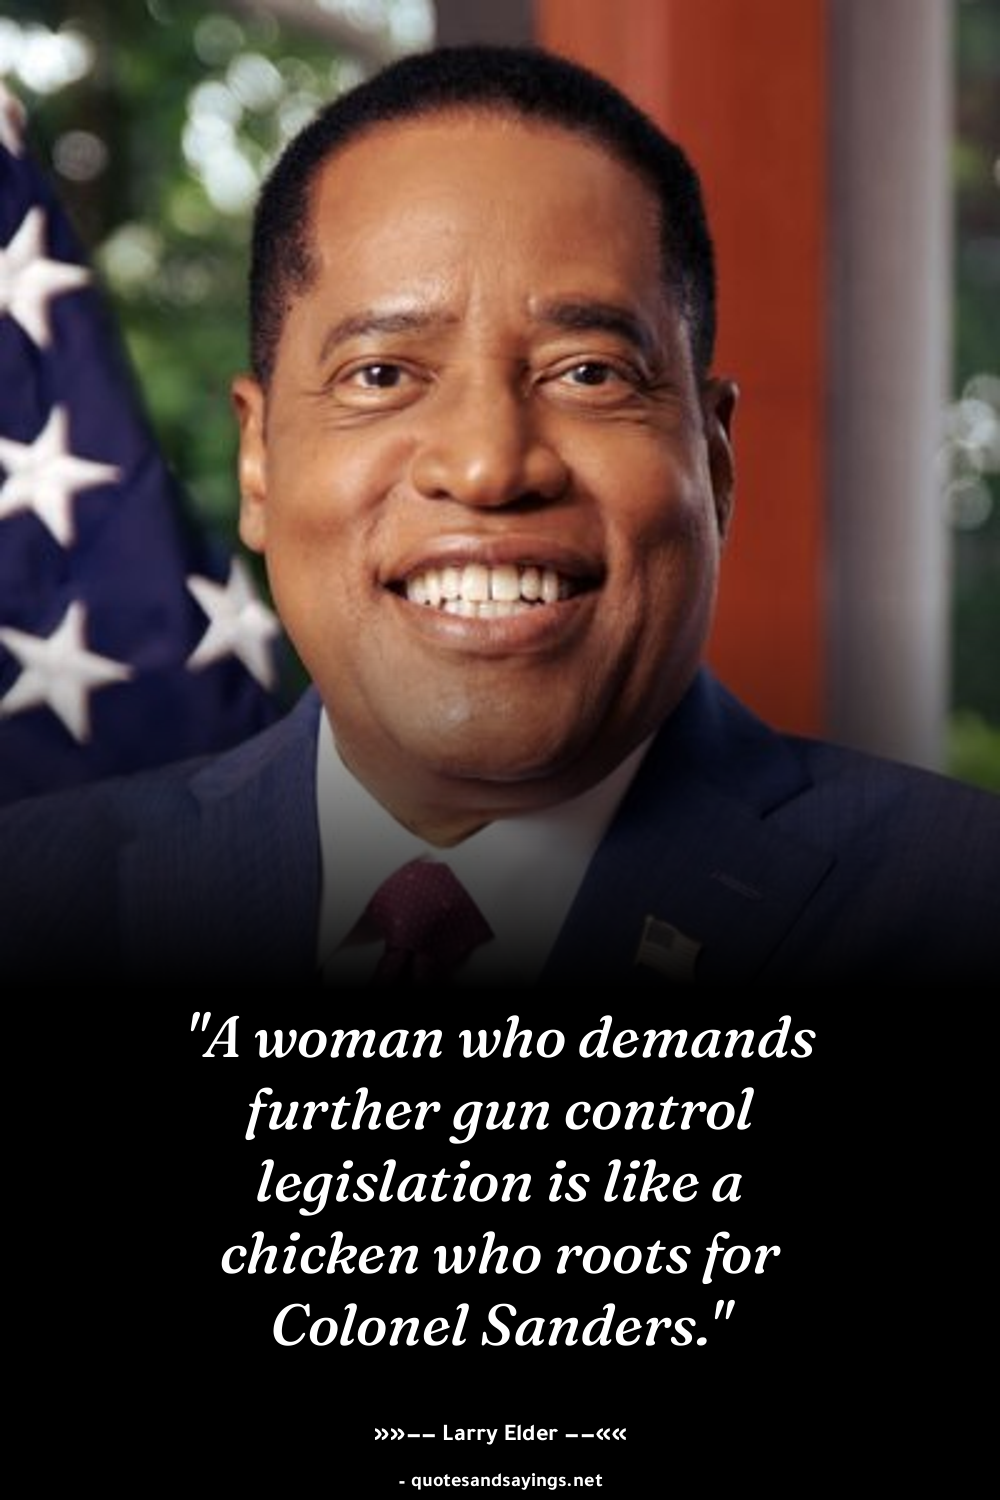 "A woman who demands
further gun control
legislation is like a
chicken who roots for
Colonel Sanders."
»»–– Larry Elder ––««
- quotesandsayings.net